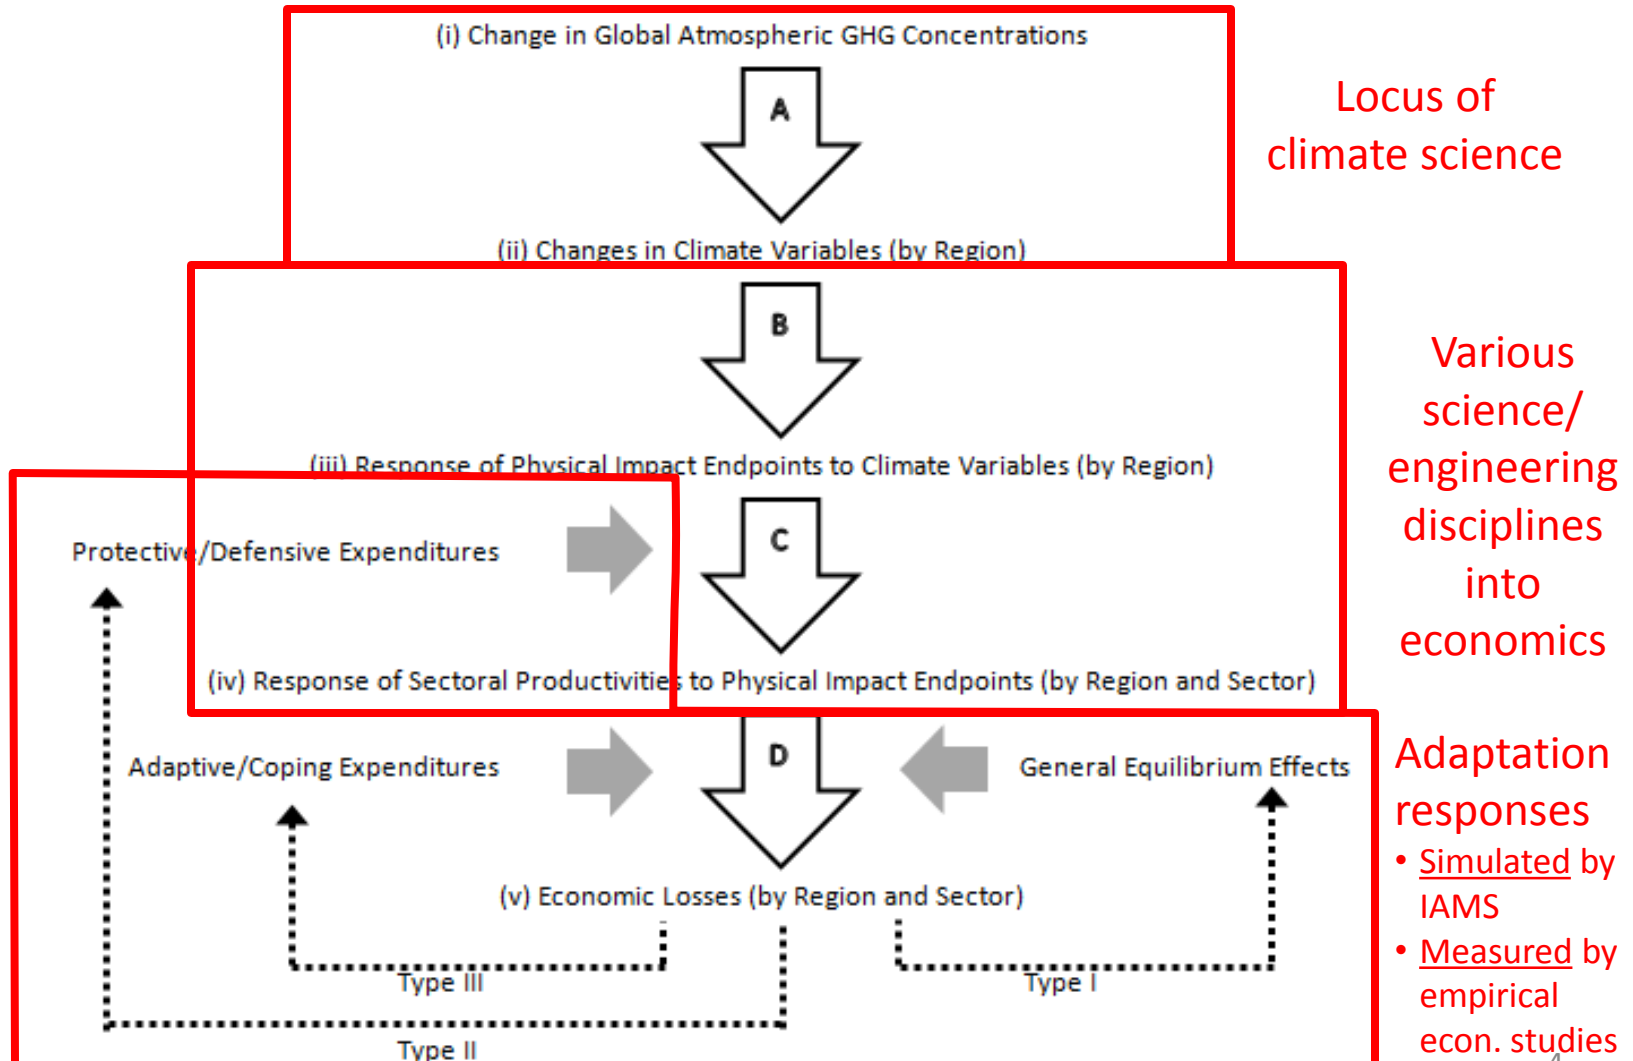 (i) Change in Global Atmospheric GHG Concentrations
A
Locus of
climate science
(ii) Changes in Climate Variables (by Region)
B
Various
science/
engineering
disciplines
into
economics
(iii) Response of Physical Impact Endpoints to Climate Variables (by Region)
Protective/Defensive Expenditures
C
(iv) Response of Sectoral Productivities to Physical Impact Endpoints (by Region and Sector)
Adaptive/Coping Expenditures
D
General Equilibrium Effects
Adaptation
responses
• Simulated by
IAMS
• Measured by
empirical
econ. studies
(v) Economic Losses (by Region and Sector)
Type III
Type I
Type II
4